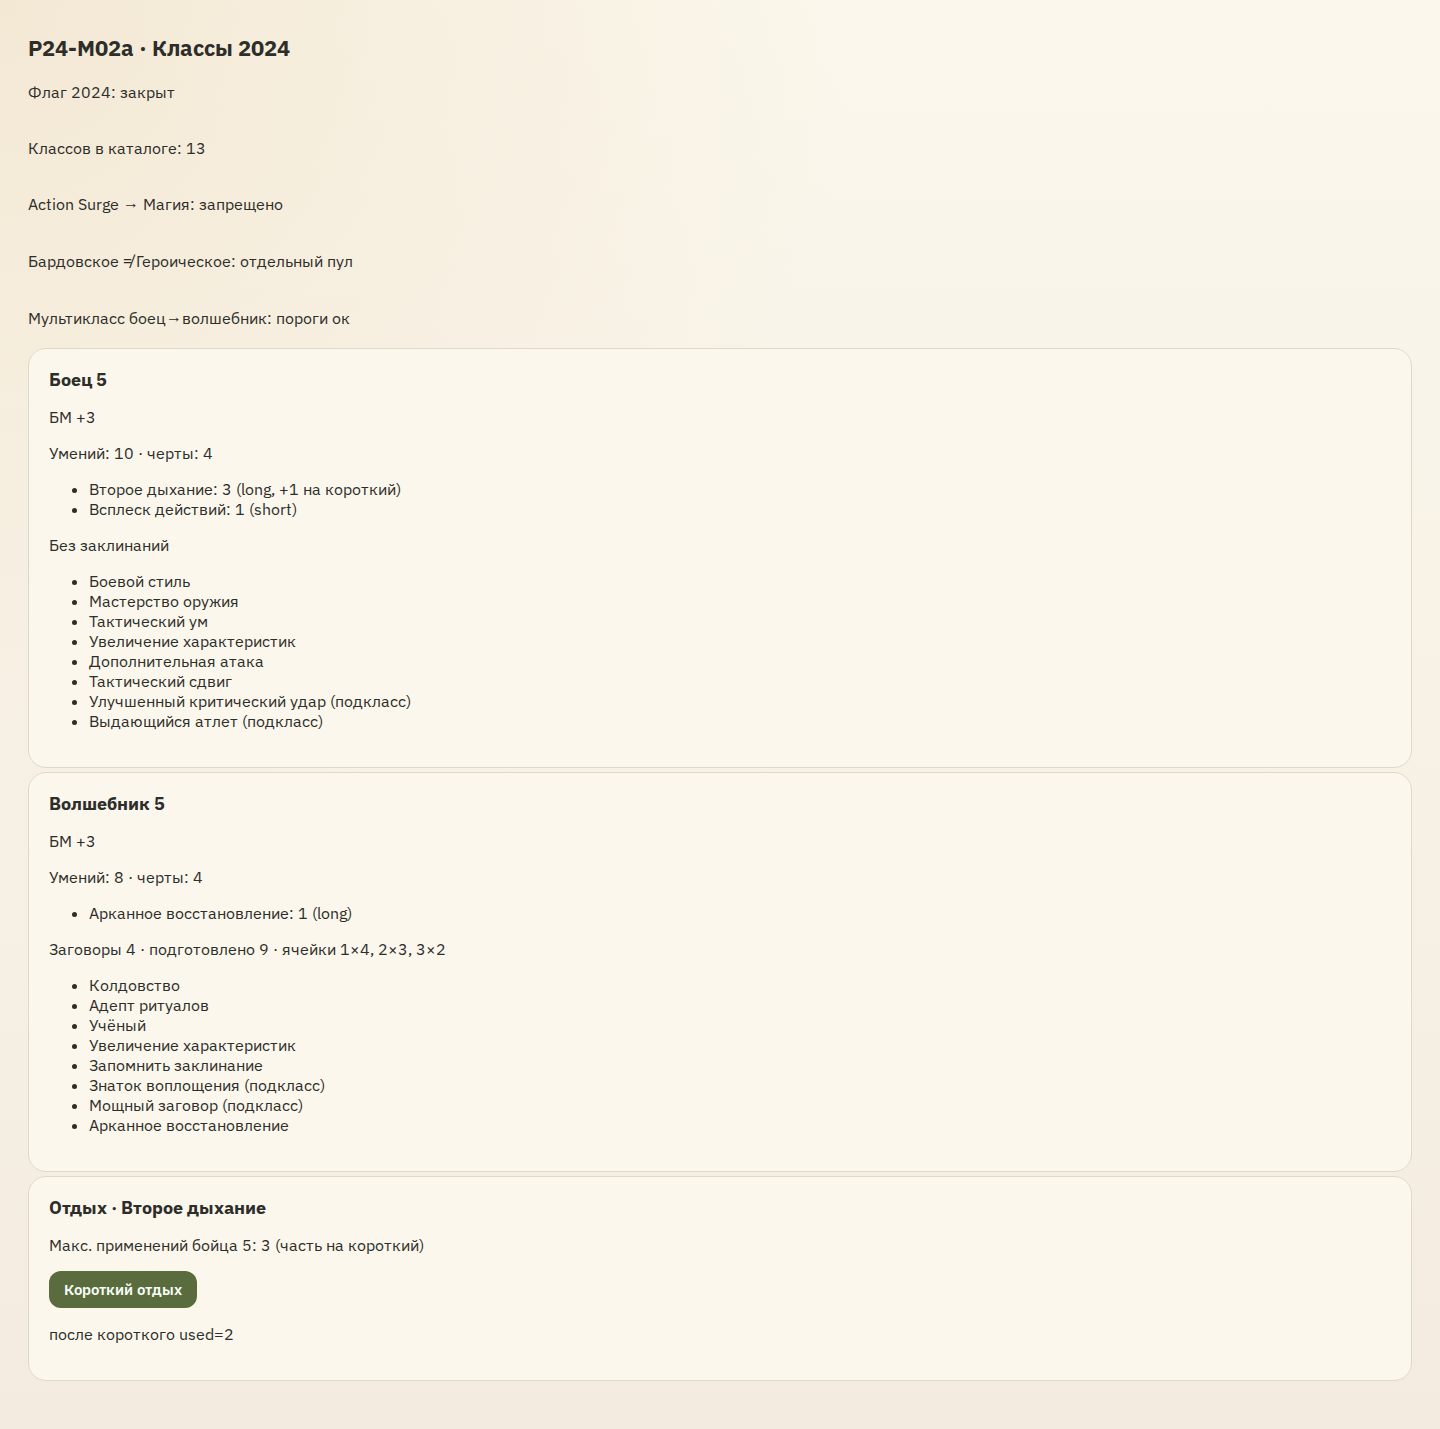 P24-M02a · Классы 2024
Флаг 2024: закрыт
Классов в каталоге: 13
Action Surge → Магия: запрещено
Бардовское ≠ Героическое: отдельный пул
Мультикласс боец→волшебник: пороги ок
Боец 5
БМ +3
Умений: 10 · черты: 4
• Второе дыхание: 3 (long, +1 на короткий)
• Всплеск действий: 1 (short)
Без заклинаний
• Боевой стиль
• Мастерство оружия
• Тактический ум
• Увеличение характеристик
• Дополнительная атака
• Тактический сдвиг
• Улучшенный критический удар (подкласс)
• Выдающийся атлет (подкласс)
Волшебник 5
БМ +3
Умений: 8 · черты: 4
• Арканное восстановление: 1 (long)
Заговоры 4 · подготовлено 9 · ячейки 1×4, 2×3, 3×2
• Колдовство
• Адепт ритуалов
• Учёный
• Увеличение характеристик
• Запомнить заклинание
• Знаток воплощения (подкласс)
• Мощный заговор (подкласс)
• Арканное восстановление
Отдых · Второе дыхание
Макс. применений бойца 5: 3 (часть на короткий)
Короткий отдых
после короткого used=2